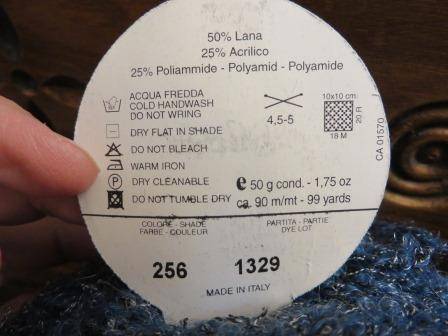 50% Lana
25% Acrilico
25% Poliammide - Polyamid - Polyamide
ACQUA FREDDA
COLD HANDWASH
DO NOT WRING
DRY FLAT IN SHADE
DO NOT BLEACH
WARM IRON
P DRY CLEANABLE
DO NOT TUMBLE DRY
4,5-5
10x10 cm.
20 R
18 M
CA 01570
e 50 g cond. - 1,75 oz
ca. 90 m/mt - 99 yards
COLORE - SHADE
FARBE - COULEUR
PARTITA - PARTIE
DYE LOT
256
1329
MADE IN ITALY